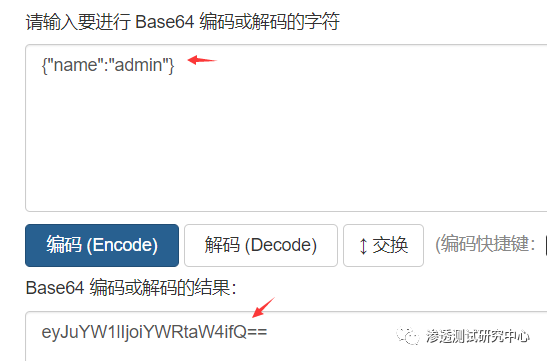 请输入要进行 Base64 编码或解码的字符
{"name":"admin"}
编码 (Encode)
解码 (Decode)
↕ 交换
(编码快捷键:
Base64 编码或解码的结果:
eyJuYW1lIjoiYWRtaW4ifQ==
渗透测试研究中心